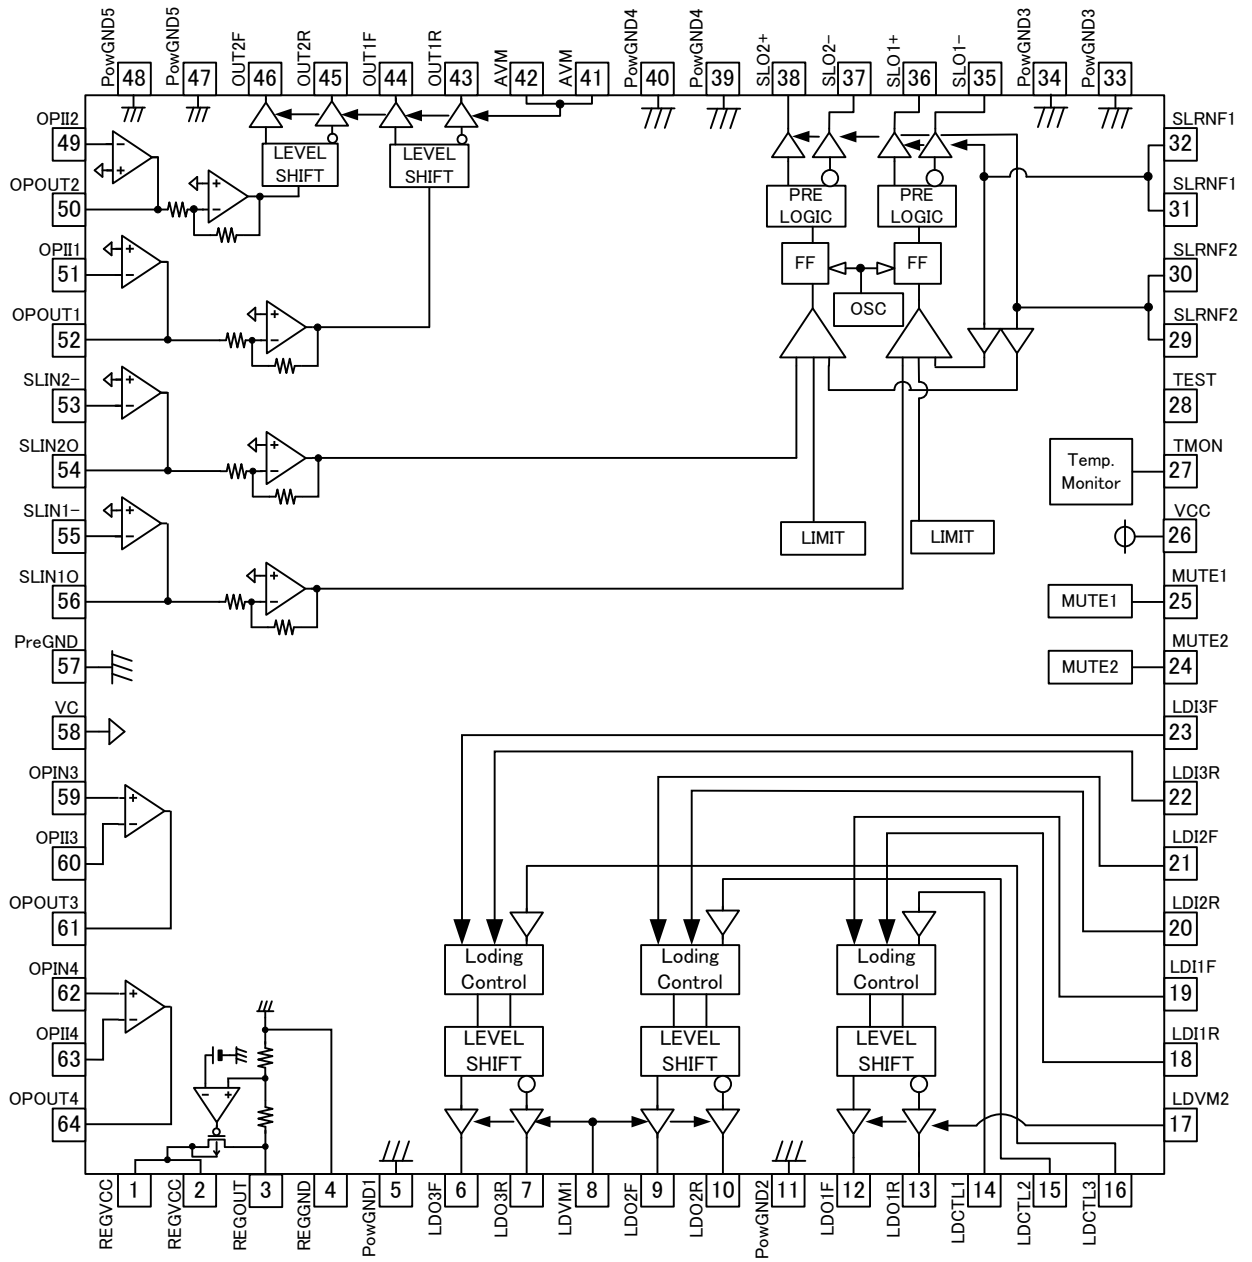 PowGND5
PowGND5
OUT2F
OUT2R
OUT1F
OUT1R
AVM
AVM
PowGND4
PowGND4
SLO2+
SLO2-
SLO1+
SLO1-
PowGND3
PowGND3
48
47
46
45
44
43
42
41
40
39
38
37
36
35
34
33
OPII2
49
OPOUT2
50
OPII1
51
OPOUT1
52
SLIN2-
53
SLIN2O
54
SLIN1-
55
SLIN1O
56
PreGND
57
VC
58
OPIN3
59
OPII3
60
OPOUT3
61
OPIN4
62
OPII4
63
OPOUT4
64
SLRNF1
32
SLRNF1
31
SLRNF2
30
SLRNF2
29
TEST
28
TMON
27
VCC
26
MUTE1
25
MUTE2
24
LDI3F
23
LDI3R
22
LDI2F
21
LDI2R
20
LDI1F
19
LDI1R
18
LDVM2
17
LEVEL
SHIFT
LEVEL
SHIFT
PRE
LOGIC
PRE
LOGIC
FF
FF
OSC
LIMIT
LIMIT
Temp.
Monitor
MUTE1
MUTE2
Loding
Control
Loding
Control
Loding
Control
LEVEL
SHIFT
LEVEL
SHIFT
LEVEL
SHIFT
+
−
+
−
+
−
+
−
+
−
+
−
+
−
+
−
+
−
+
−
−
+
1
2
3
4
5
6
7
8
9
10
11
12
13
14
15
16
REGVCC
REGVCC
REGOUT
REGGND
PowGND1
LDO3F
LDO3R
LDVM1
LDO2F
LDO2R
PowGND2
LDO1F
LDO1R
LDCTL1
LDCTL2
LDCTL3